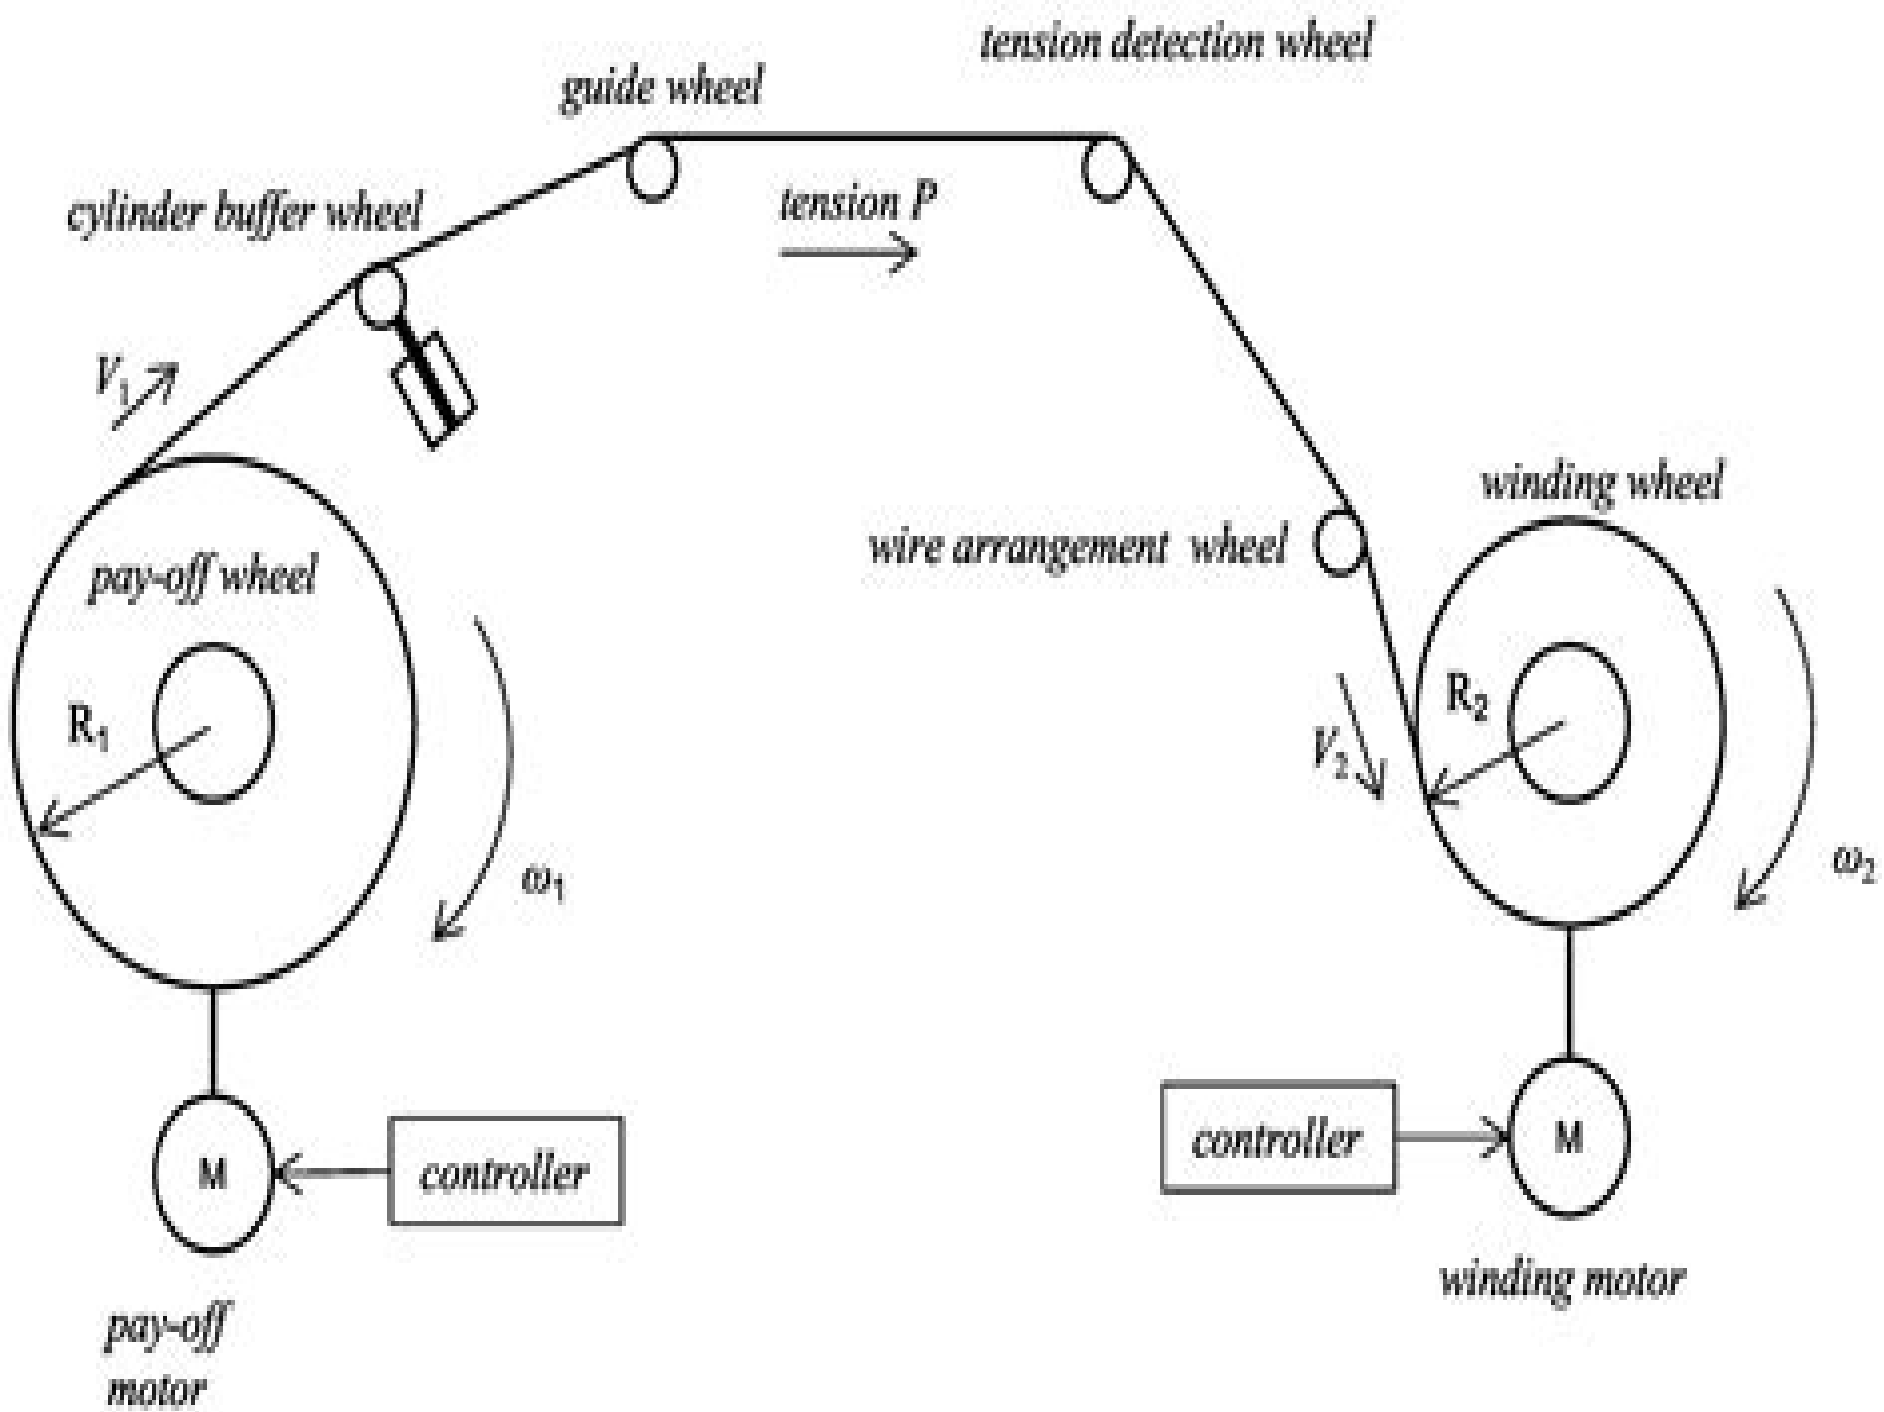 tension detection wheel
guide wheel
cylinder buffer wheel
tension P
V₁
winding wheel
wire arrangement wheel
pay-off wheel
R₁
R₂
V₂
ω₁
ω₂
controller
M
M
controller
winding motor
pay-off
motor